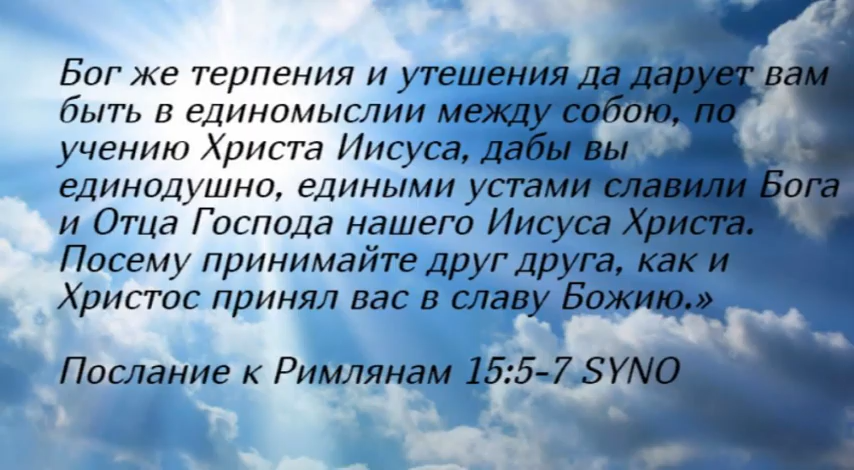 Бог же терпения и утешения да дарует вам
быть в единомыслии между собою, по
учению Христа Иисуса, дабы вы
единодушно, едиными устами славили Бога
и Отца Господа нашего Иисуса Христа.
Посему принимайте друг друга, как и
Христос принял вас в славу Божию.»
Послание к Римлянам 15:5-7 SYNO